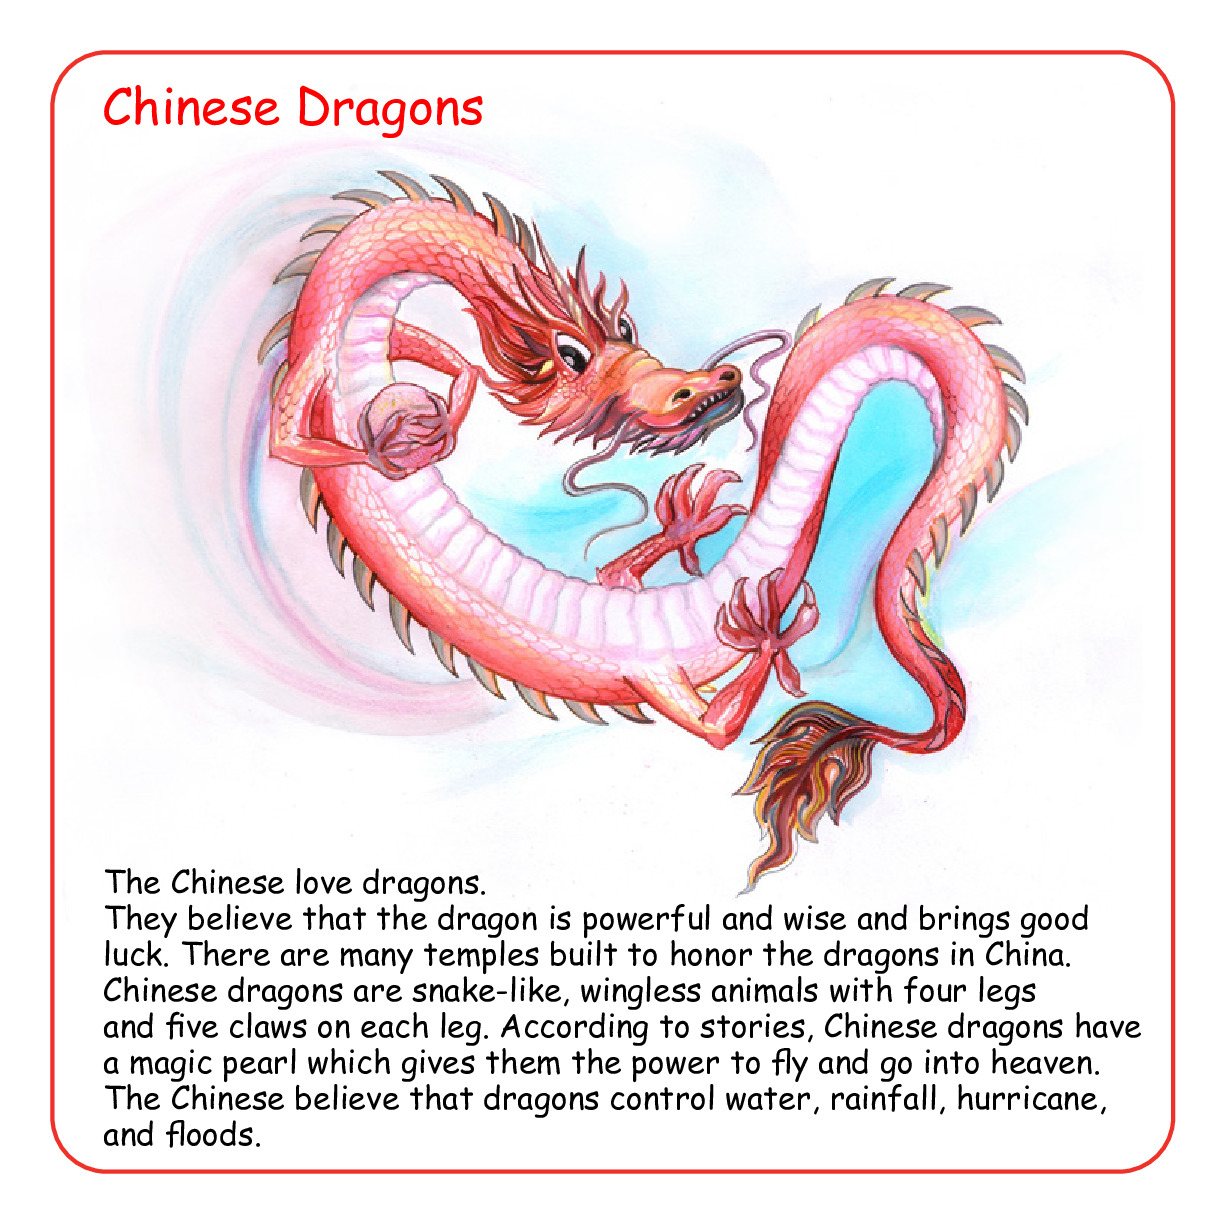 Chinese Dragons
The Chinese love dragons.
They believe that the dragon is powerful and wise and brings good
luck. There are many temples built to honor the dragons in China.
Chinese dragons are snake-like, wingless animals with four legs
and five claws on each leg. According to stories, Chinese dragons have
a magic pearl which gives them the power to fly and go into heaven.
The Chinese believe that dragons control water, rainfall, hurricane,
and floods.